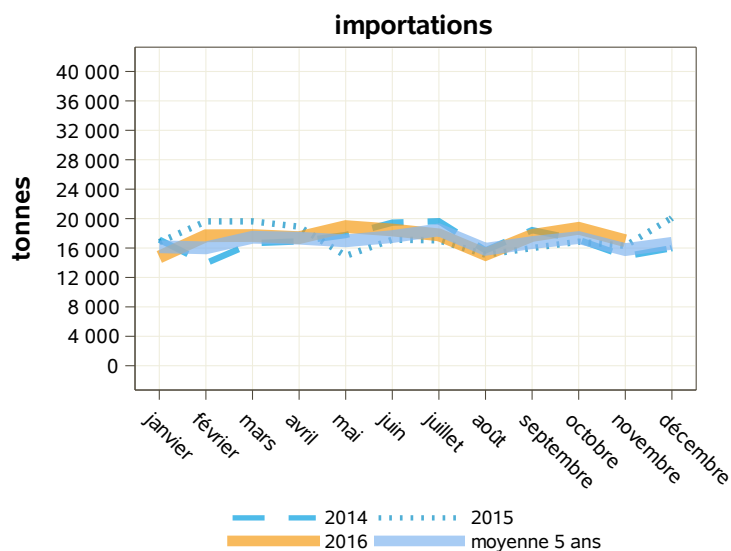 importations
tonnes
40 000
36 000
32 000
28 000
24 000
20 000
16 000
12 000
8 000
4 000
0
janvier
février
mars
avril
mai
juin
juillet
août
septembre
octobre
novembre
décembre
2014 2015
2016 moyenne 5 ans